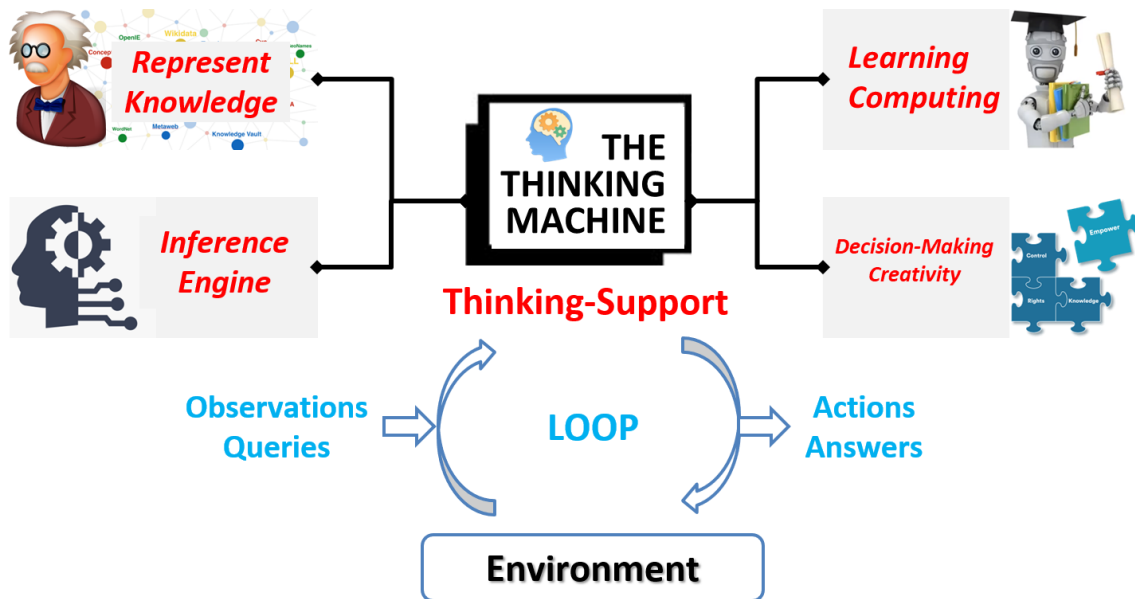 OpenIE
Wikidata
Represent
Knowledge
WordNet
Metaweb
Knowledge Vault
Inference
Engine
THE
THINKING
MACHINE
Learning
Computing
Decision-Making
Creativity
Empower
Control
Rights
Knowledge
Thinking-Support
Observations
Queries
LOOP
Actions
Answers
Environment